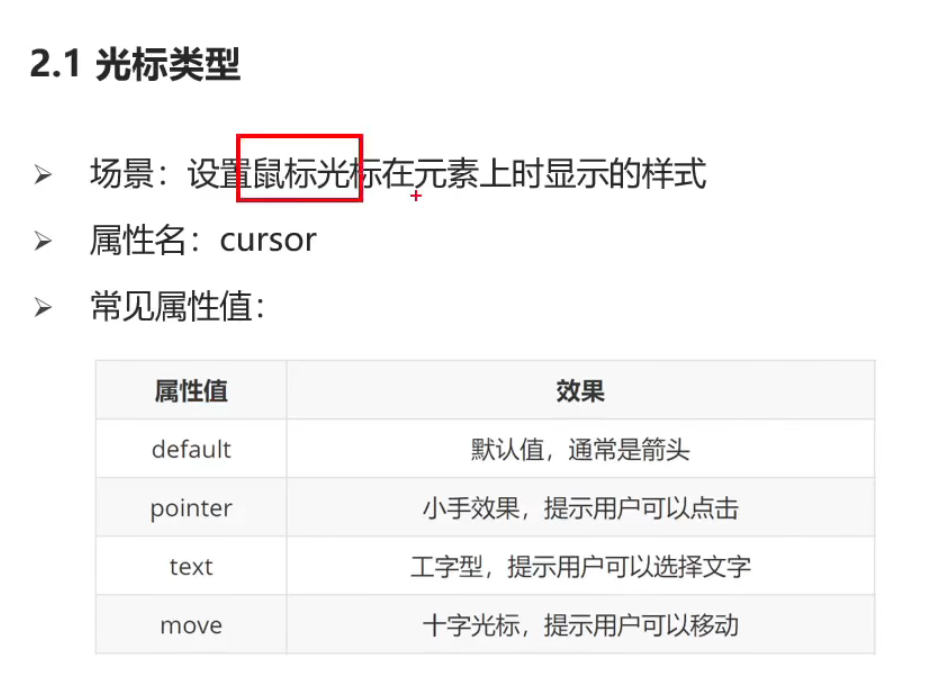 2.1 光标类型
➢ 场景：设置鼠标光标在元素上时显示的样式
➢ 属性名：cursor
➢ 常见属性值：
属性值 效果
default 默认值，通常是箭头
pointer 小手效果，提示用户可以点击
text 工字型，提示用户可以选择文字
move 十字光标，提示用户可以移动